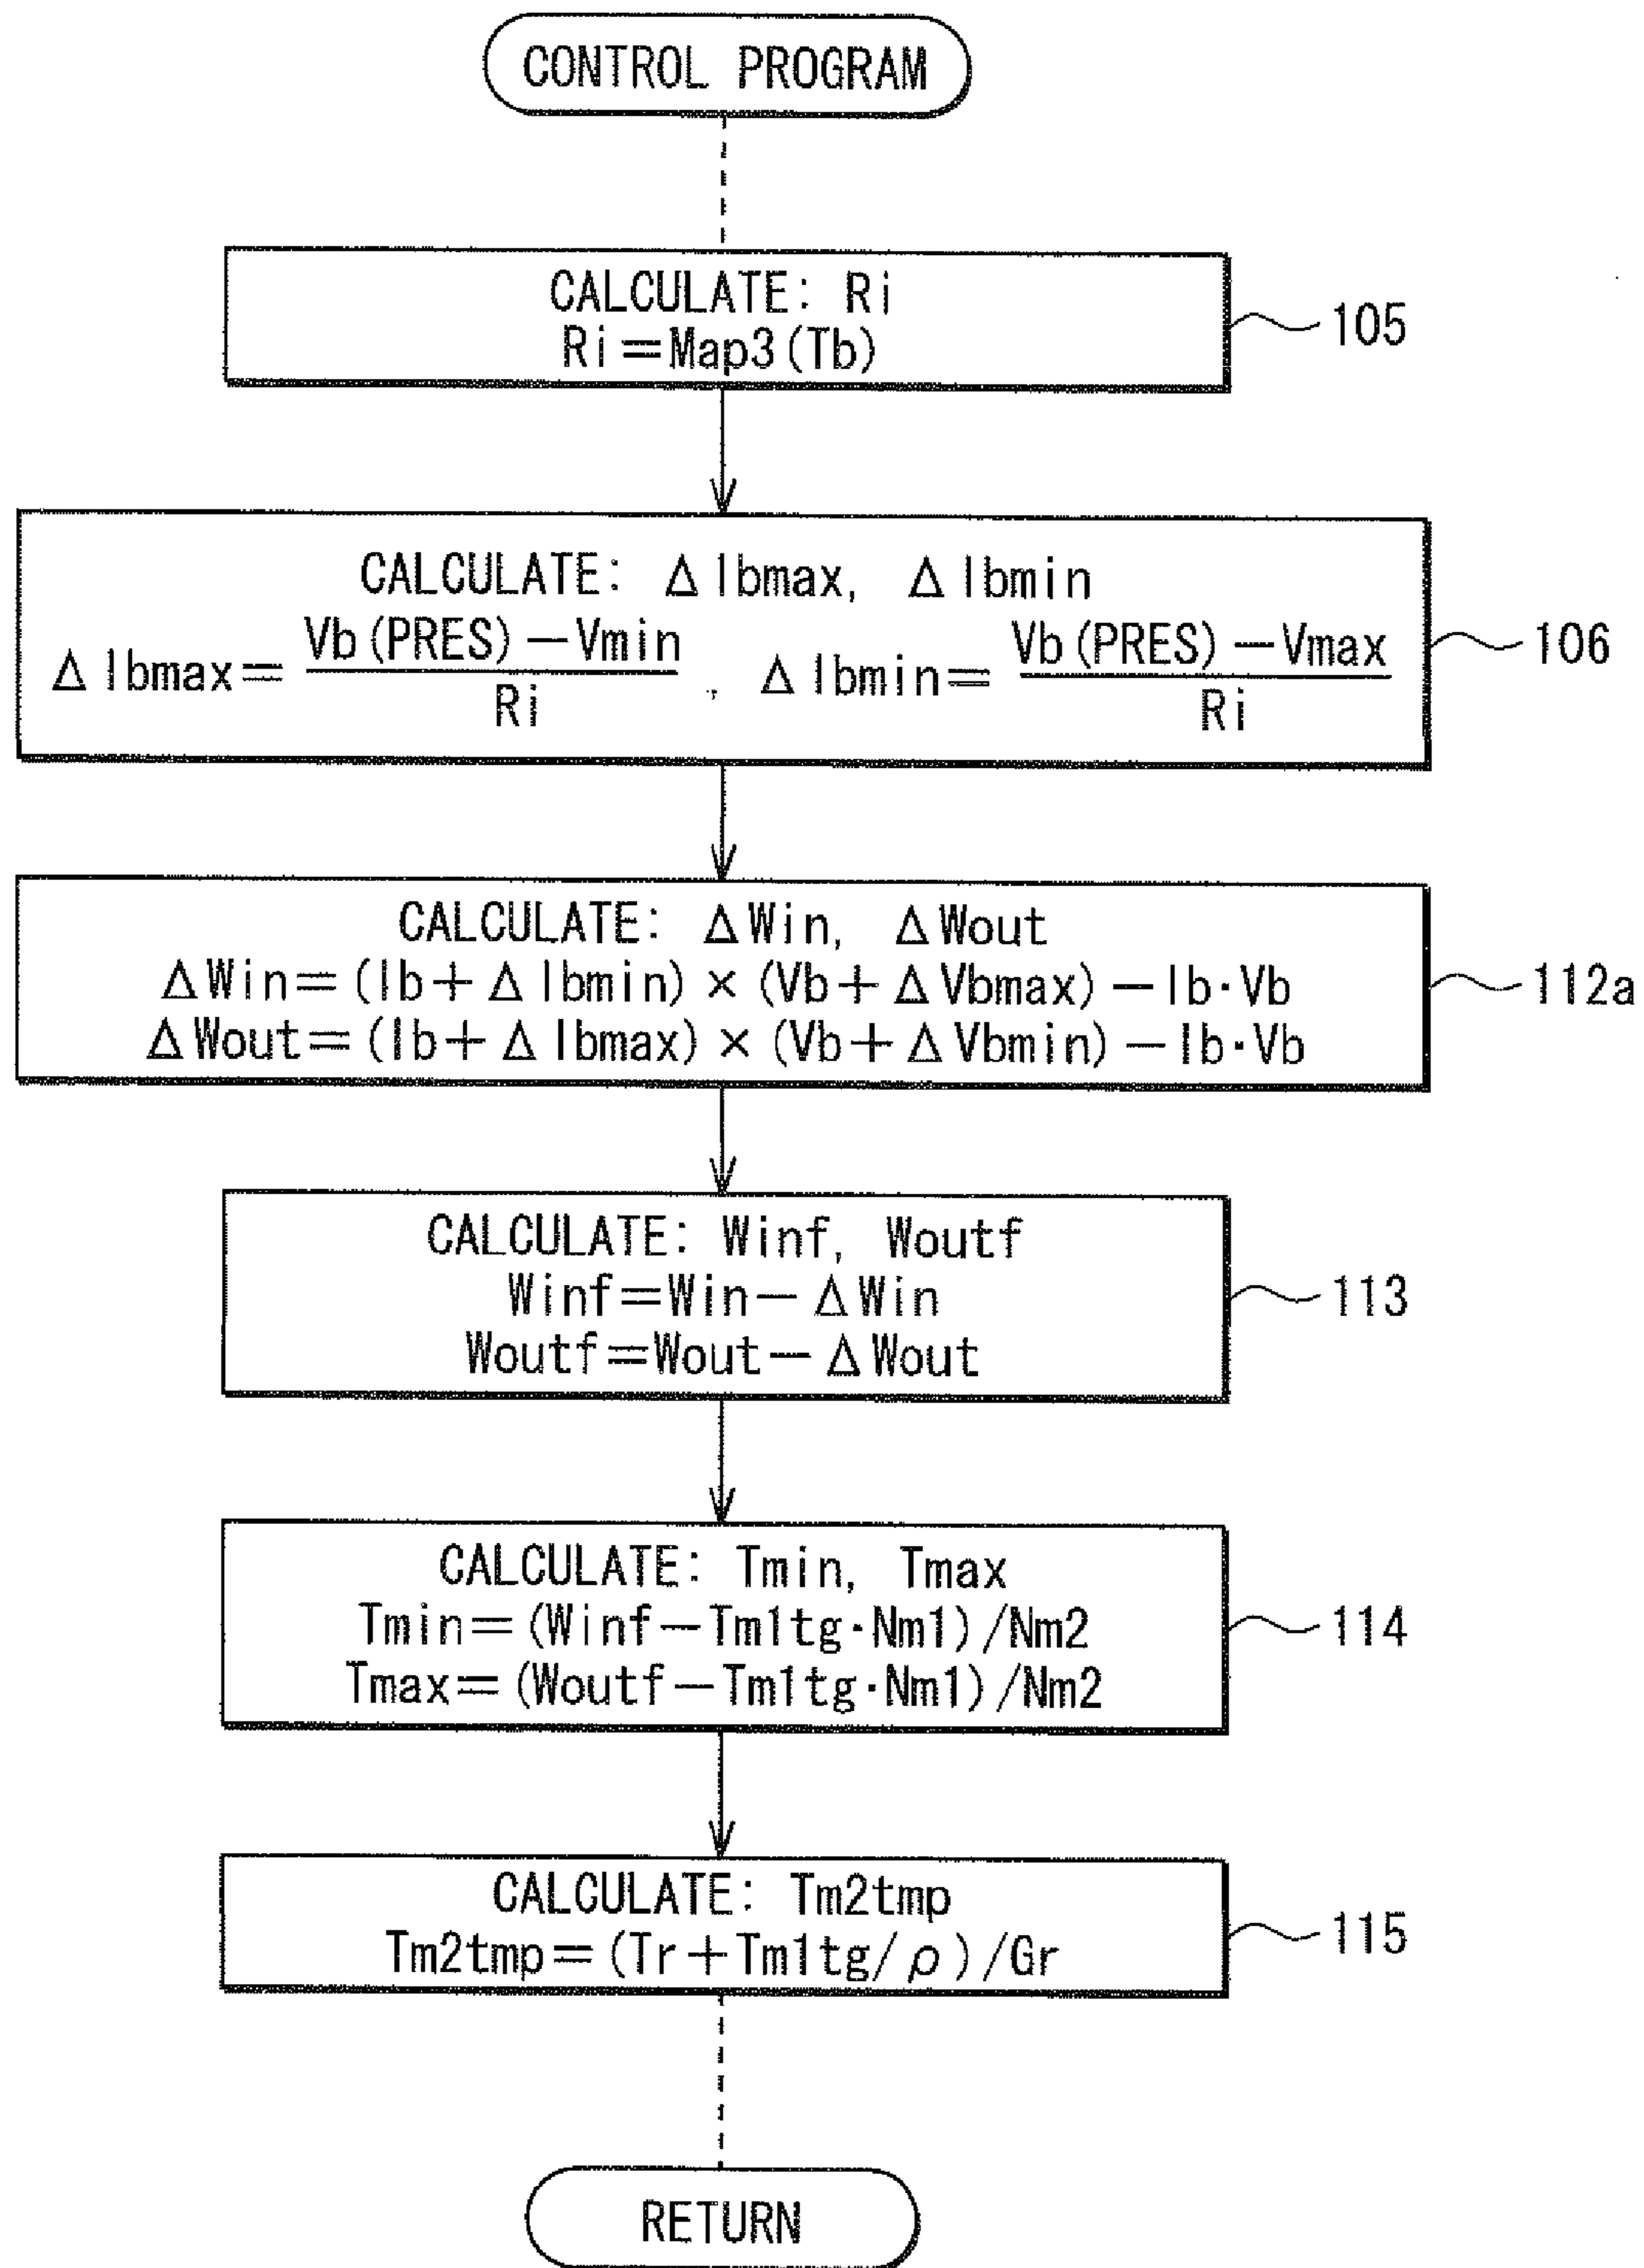 CONTROL PROGRAM
CALCULATE: Ri
Ri=Map3(Tb)
105
CALCULATE: ΔIbmax, ΔIbmin
ΔIbmax=Vb(PRES)-Vmin/Ri, ΔIbmin=Vb(PRES)-Vmax/Ri
106
CALCULATE: ΔWin, ΔWout
ΔWin=(Ib+ΔIbmin)×(Vb+ΔVbmax)-Ib·Vb
ΔWout=(Ib+ΔIbmax)×(Vb+ΔVbmin)-Ib·Vb
112a
CALCULATE: Winf, Woutf
Winf=Win-ΔWin
Woutf=Wout-ΔWout
113
CALCULATE: Tmin, Tmax
Tmin=(Winf-Tm1tg·Nm1)/Nm2
Tmax=(Woutf-Tm1tg·Nm1)/Nm2
114
CALCULATE: Tm2tmp
Tm2tmp=(Tr+Tm1tg/ρ)/Gr
115
RETURN